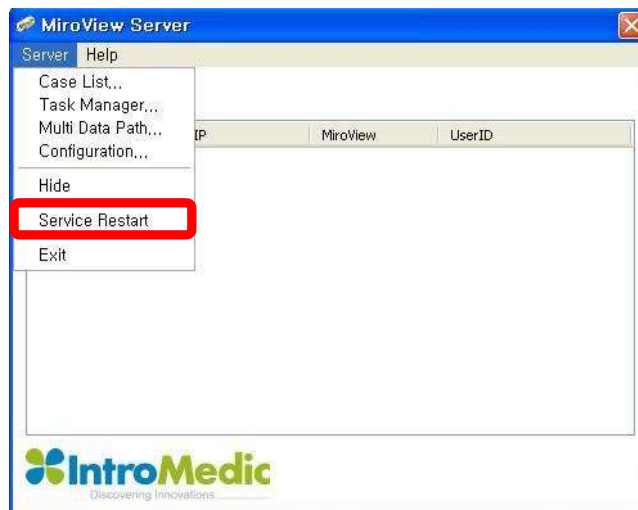 MiroView Server
Server Help
Case List,,,
Task Manager,,,
Multi Data Path,,,
IP MiroView UserID
Configuration,,,
Hide
Service Restart
Exit
IntroMedic
Discovering Innovations